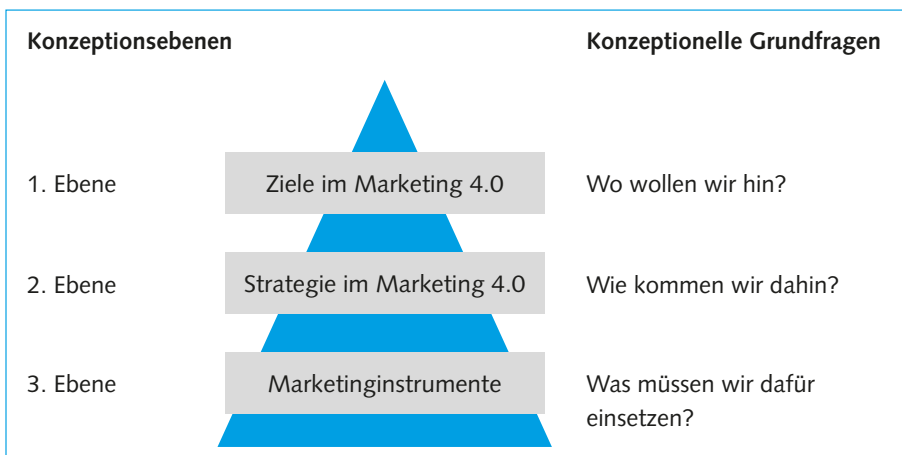 Konzeptionsebenen Konzeptionelle Grundfragen
1. Ebene Ziele im Marketing 4.0 Wo wollen wir hin?
2. Ebene Strategie im Marketing 4.0 Wie kommen wir dahin?
3. Ebene Marketinginstrumente Was müssen wir dafür
einsetzen?